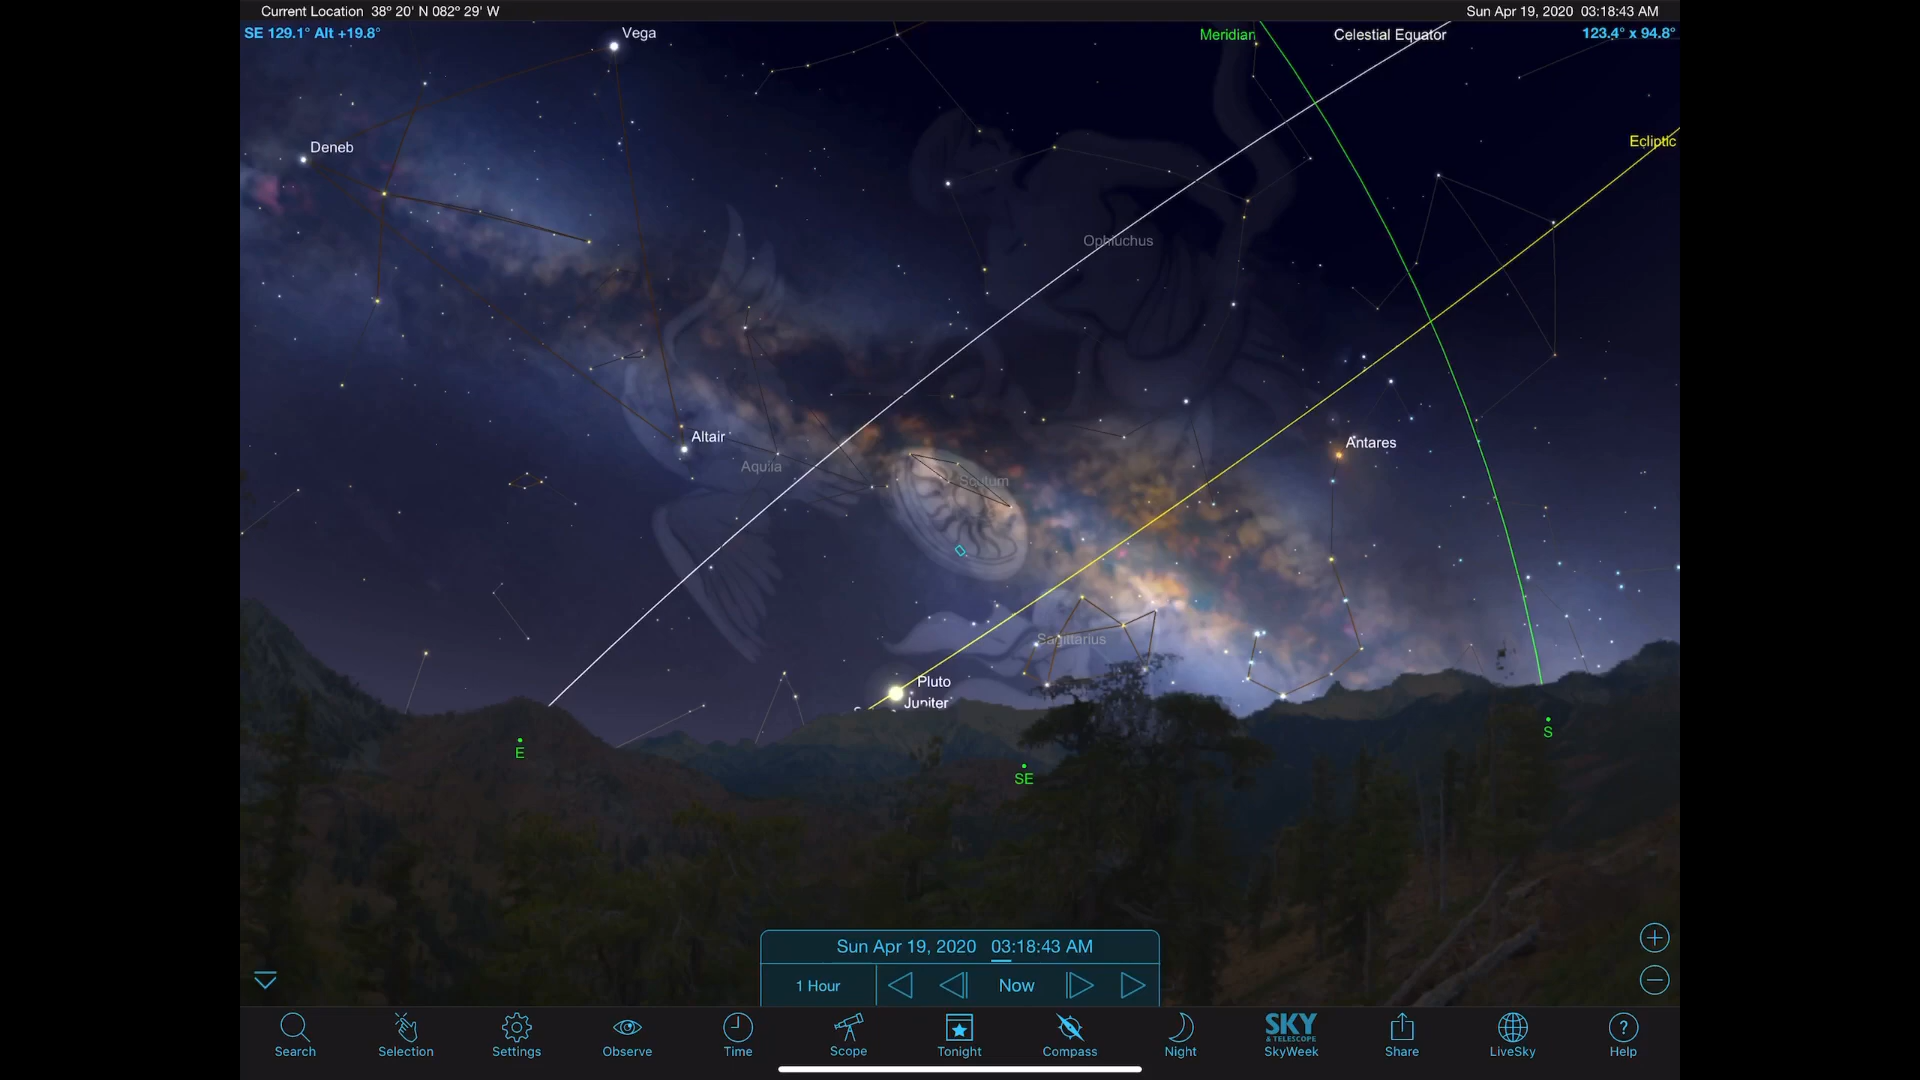 Current Location 38º 20' N 082º 29' W
Sun Apr 19, 2020 03:18:43 AM
SE 129.1° Alt +19.8°
Vega
Meridian
Celestial Equator
123.4° x 94.8°
Deneb
Ecliptic
Ophiuchus
Altair
Antares
Aquila
Scutum
Sagittarius
Pluto
Jupiter
E
S
SE
Sun Apr 19, 2020 03:18:43 AM
1 Hour
Now
Search
Selection
Settings
Observe
Time
Scope
Tonight
Compass
Night
SKY
& TELESCOPE
SkyWeek
Share
LiveSky
?
Help